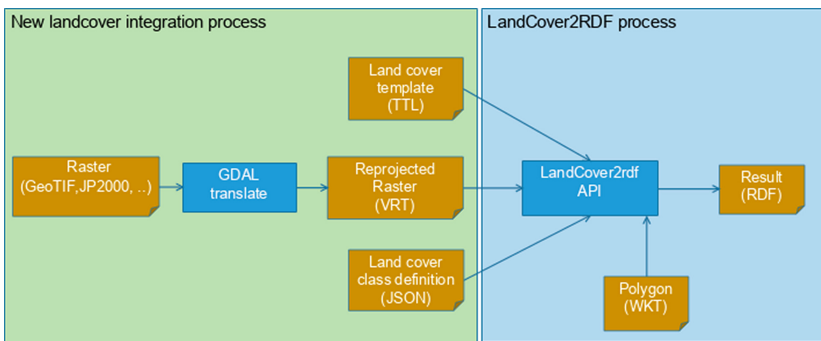 New landcover integration process
LandCover2RDF process
Land cover
template
(TTL)
Raster
(GeoTIF,JP2000, ..)
GDAL
translate
Reprojected
Raster
(VRT)
LandCover2rdf
API
Result
(RDF)
Land cover
class definition
(JSON)
Polygon
(WKT)